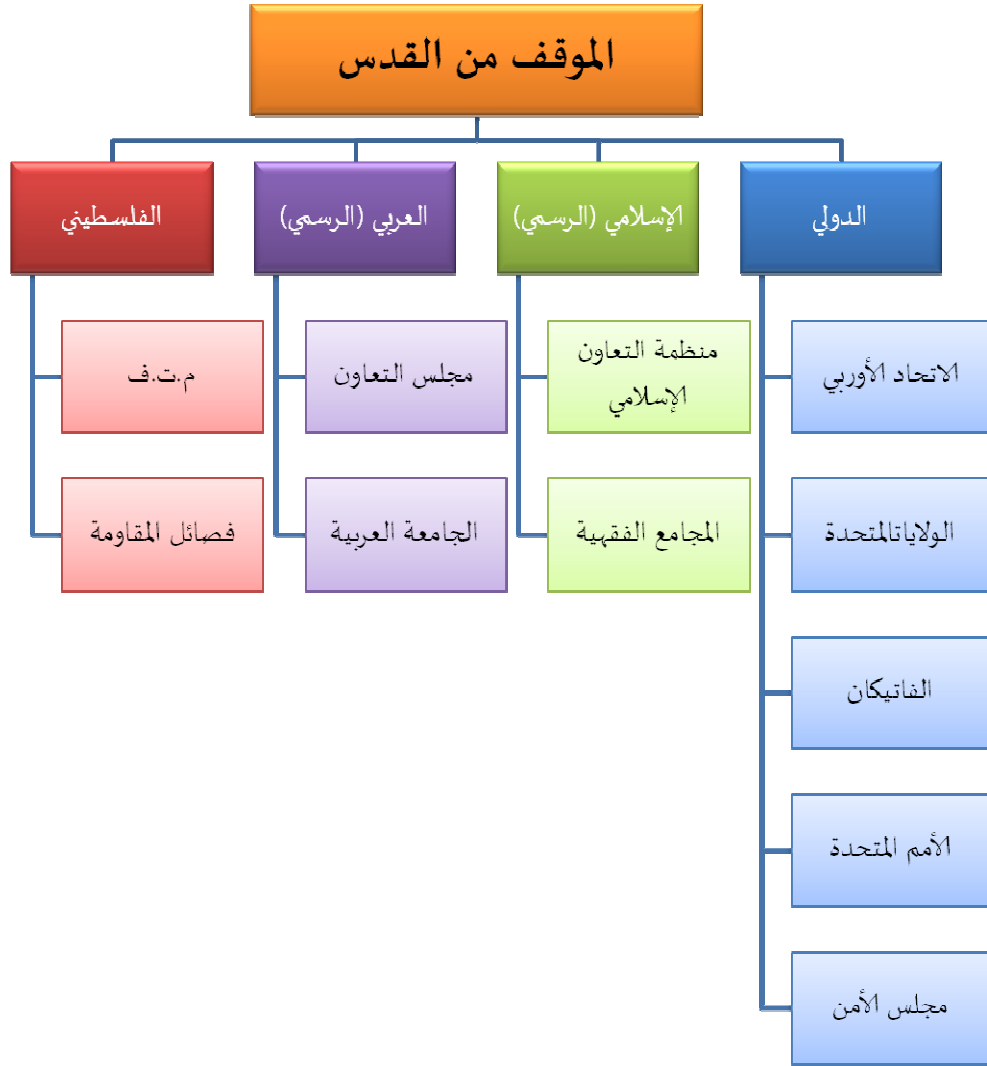 الموقف من القدس
الدولي
الاتحاد الأوربي
الولاياتالمتحدة
الفاتيكان
الأمم المتحدة
مجلس الأمن
الإسلامي (الرسمي)
منظمة التعاون
الإسلامي
المجامع الفقهية
العربي (الرسمي)
مجلس التعاون
الجامعة العربية
الفلسطيني
م.ت.ف
فصائل المقاومة